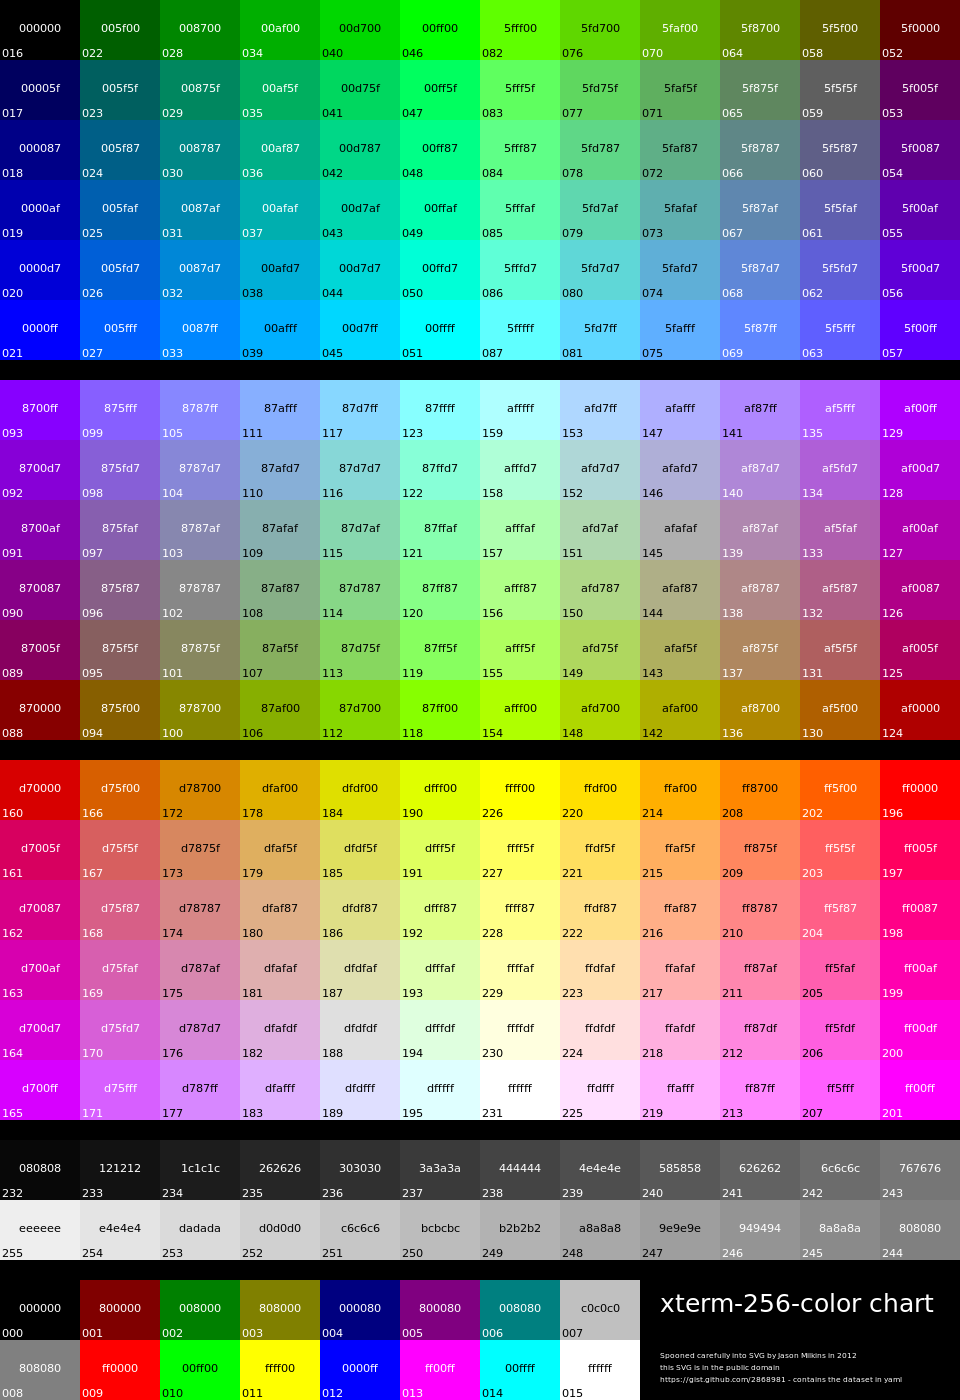 000000 005f00 008700 00af00 00d700 00ff00 5fff00 5fd700 5faf00 5f8700 5f5f00 5f0000
016 022 028 034 040 046 082 076 070 064 058 052
00005f 005f5f 00875f 00af5f 00d75f 00ff5f 5fff5f 5fd75f 5faf5f 5f875f 5f5f5f 5f005f
017 023 029 035 041 047 083 077 071 065 059 053
000087 005f87 008787 00af87 00d787 00ff87 5fff87 5fd787 5faf87 5f8787 5f5f87 5f0087
018 024 030 036 042 048 084 078 072 066 060 054
0000af 005faf 0087af 00afaf 00d7af 00ffaf 5fffaf 5fd7af 5fafaf 5f87af 5f5faf 5f00af
019 025 031 037 043 049 085 079 073 067 061 055
0000d7 005fd7 0087d7 00afd7 00d7d7 00ffd7 5fffd7 5fd7d7 5fafd7 5f87d7 5f5fd7 5f00d7
020 026 032 038 044 050 086 080 074 068 062 056
0000ff 005fff 0087ff 00afff 00d7ff 00ffff 5fffff 5fd7ff 5fafff 5f87ff 5f5fff 5f00ff
021 027 033 039 045 051 087 081 075 069 063 057
8700ff 875fff 8787ff 87afff 87d7ff 87ffff afffff afd7ff afafff af87ff af5fff af00ff
093 099 105 111 117 123 159 153 147 141 135 129
8700d7 875fd7 8787d7 87afd7 87d7d7 87ffd7 afffd7 afd7d7 afafd7 af87d7 af5fd7 af00d7
092 098 104 110 116 122 158 152 146 140 134 128
8700af 875faf 8787af 87afaf 87d7af 87ffaf afffaf afd7af afafaf af87af af5faf af00af
091 097 103 109 115 121 157 151 145 139 133 127
870087 875f87 878787 87af87 87d787 87ff87 afff87 afd787 afaf87 af8787 af5f87 af0087
090 096 102 108 114 120 156 150 144 138 132 126
87005f 875f5f 87875f 87af5f 87d75f 87ff5f afff5f afd75f afaf5f af875f af5f5f af005f
089 095 101 107 113 119 155 149 143 137 131 125
870000 875f00 878700 87af00 87d700 87ff00 afff00 afd700 afaf00 af8700 af5f00 af0000
088 094 100 106 112 118 154 148 142 136 130 124
d70000 d75f00 d78700 dfaf00 dfdf00 dfff00 ffff00 ffdf00 ffaf00 ff8700 ff5f00 ff0000
160 166 172 178 184 190 226 220 214 208 202 196
d7005f d75f5f d7875f dfaf5f dfdf5f dfff5f ffff5f ffdf5f ffaf5f ff875f ff5f5f ff005f
161 167 173 179 185 191 227 221 215 209 203 197
d70087 d75f87 d78787 dfaf87 dfdf87 dfff87 ffff87 ffdf87 ffaf87 ff8787 ff5f87 ff0087
162 168 174 180 186 192 228 222 216 210 204 198
d700af d75faf d787af dfafaf dfdfaf dfffaf ffffaf ffdfaf ffafaf ff87af ff5faf ff00af
163 169 175 181 187 193 229 223 217 211 205 199
d700d7 d75fd7 d787d7 dfafdf dfdfdf dfffdf ffffdf ffdfdf ffafdf ff87df ff5fdf ff00df
164 170 176 182 188 194 230 224 218 212 206 200
d700ff d75fff d787ff dfafff dfdfff dfffff ffffff ffdfff ffafff ff87ff ff5fff ff00ff
165 171 177 183 189 195 231 225 219 213 207 201
080808 121212 1c1c1c 262626 303030 3a3a3a 444444 4e4e4e 585858 626262 6c6c6c 767676
232 233 234 235 236 237 238 239 240 241 242 243
eeeeee e4e4e4 dadada d0d0d0 c6c6c6 bcbcbc b2b2b2 a8a8a8 9e9e9e 949494 8a8a8a 808080
255 254 253 252 251 250 249 248 247 246 245 244
000000 800000 008000 808000 000080 800080 008080 c0c0c0
000 001 002 003 004 005 006 007
808080 ff0000 00ff00 ffff00 0000ff ff00ff 00ffff ffffff
008 009 010 011 012 013 014 015
xterm-256-color chart
Spooned carefully into SVG by Jason Milkins in 2012
this SVG is in the public domain
https://gist.github.com/2868981 - contains the dataset in yaml